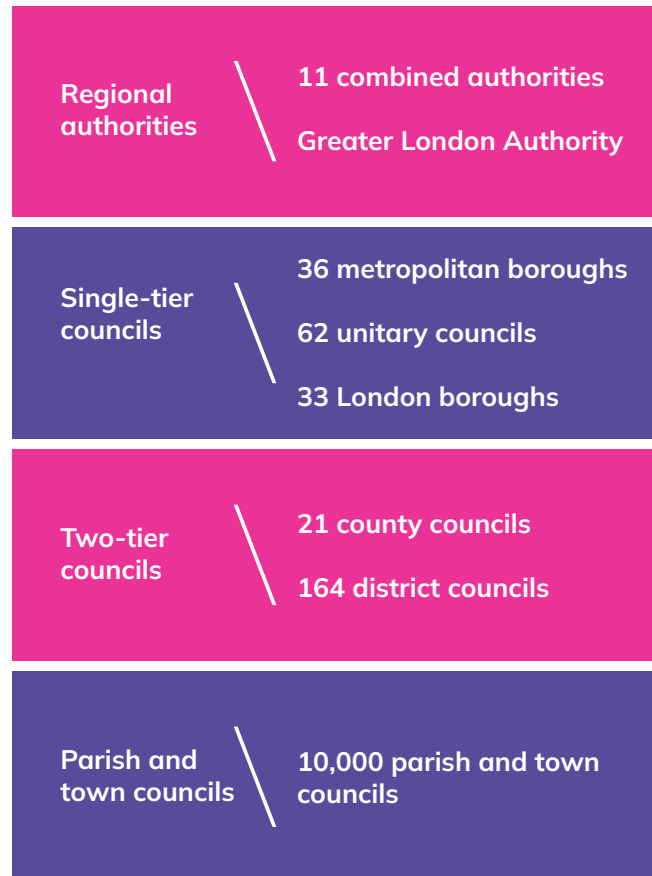 Regional
authorities
11 combined authorities
Greater London Authority
Single-tier
councils
36 metropolitan boroughs
62 unitary councils
33 London boroughs
Two-tier
councils
21 county councils
164 district councils
Parish and
town councils
10,000 parish and town
councils